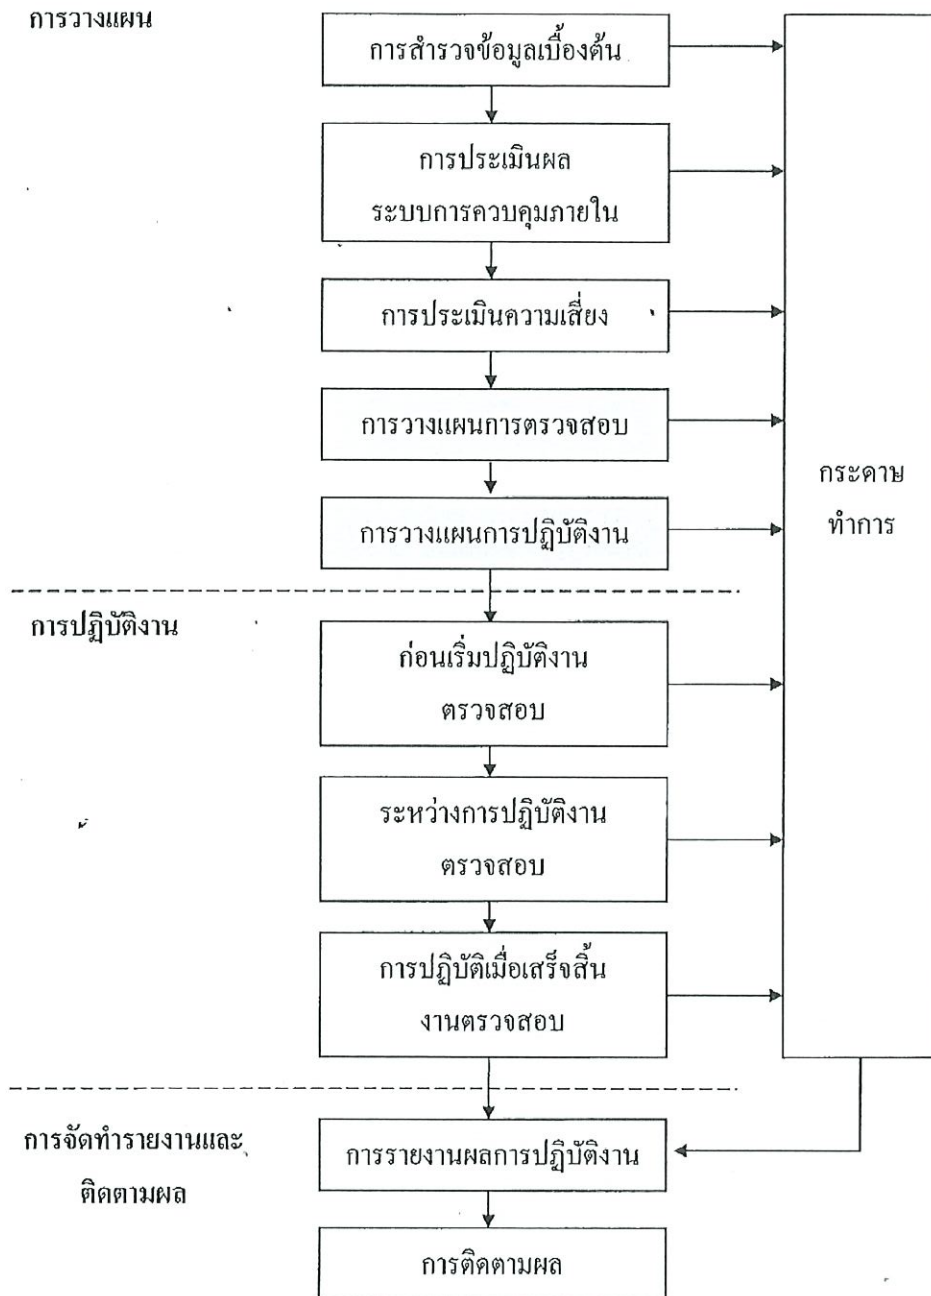 การวางแผน
การสำรวจข้อมูลเบื้องต้น
การประเมินผล
ระบบการควบคุมภายใน
การประเมินความเสี่ยง
การวางแผนการตรวจสอบ
การวางแผนการปฏิบัติงาน
กระดาษ
ทำการ
การปฏิบัติงาน
ก่อนเริ่มปฏิบัติงาน
ตรวจสอบ
ระหว่างการปฏิบัติงาน
ตรวจสอบ
การปฏิบัติเมื่อเสร็จสิ้น
งานตรวจสอบ
การจัดทำรายงานและ
ติดตามผล
การรายงานผลการปฏิบัติงาน
การติดตามผล